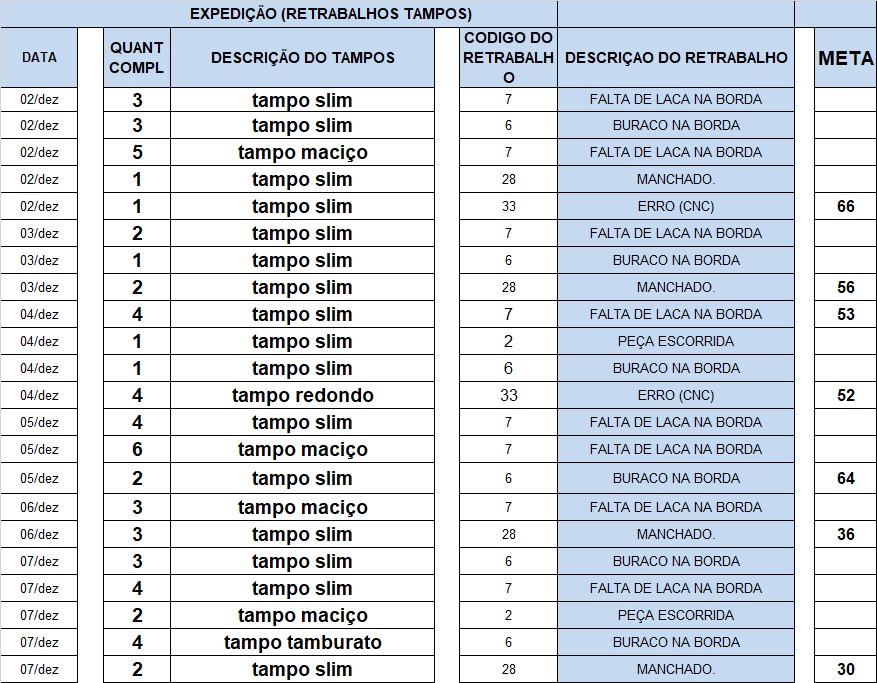 EXPEDIÇÃO (RETRABALHOS TAMPOS)
DATA QUANT COMPL DESCRIÇÃO DO TAMPOS CODIGO DO RETRABALHO DESCRIÇAO DO RETRABALHO META
02/dez 3 tampo slim 7 FALTA DE LACA NA BORDA
02/dez 3 tampo slim 6 BURACO NA BORDA
02/dez 5 tampo maciço 7 FALTA DE LACA NA BORDA
02/dez 1 tampo slim 28 MANCHADO.
02/dez 1 tampo slim 33 ERRO (CNC) 66
03/dez 2 tampo slim 7 FALTA DE LACA NA BORDA
03/dez 1 tampo slim 6 BURACO NA BORDA
03/dez 2 tampo slim 28 MANCHADO. 56
04/dez 4 tampo slim 7 FALTA DE LACA NA BORDA 53
04/dez 1 tampo slim 2 PEÇA ESCORRIDA
04/dez 1 tampo slim 6 BURACO NA BORDA
04/dez 4 tampo redondo 33 ERRO (CNC) 52
05/dez 4 tampo slim 7 FALTA DE LACA NA BORDA
05/dez 6 tampo maciço 7 FALTA DE LACA NA BORDA
05/dez 2 tampo slim 6 BURACO NA BORDA 64
06/dez 3 tampo maciço 7 FALTA DE LACA NA BORDA
06/dez 3 tampo slim 28 MANCHADO. 36
07/dez 3 tampo slim 6 BURACO NA BORDA
07/dez 4 tampo slim 7 FALTA DE LACA NA BORDA
07/dez 2 tampo maciço 2 PEÇA ESCORRIDA
07/dez 4 tampo tamburato 6 BURACO NA BORDA
07/dez 2 tampo slim 28 MANCHADO. 30